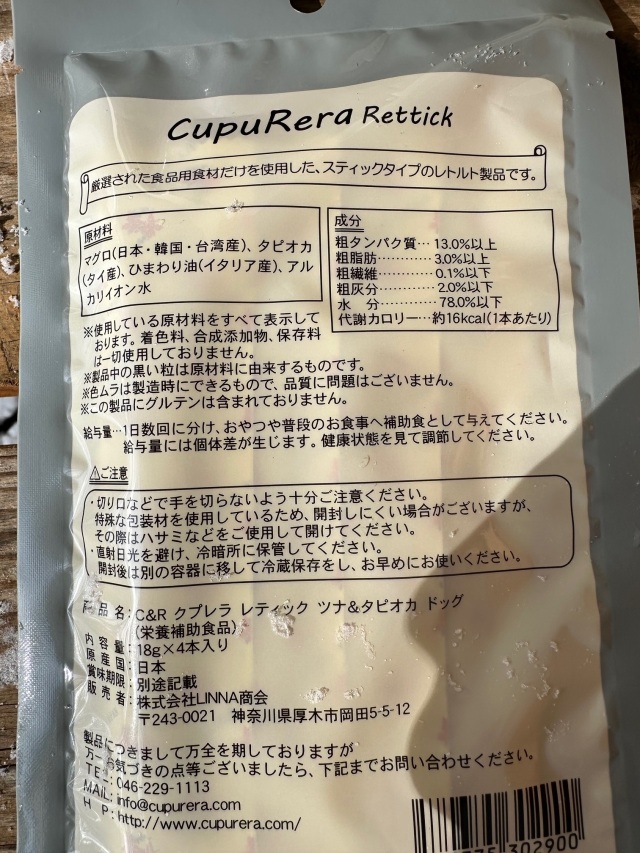 CupuRera Rettick
厳選された食品用食材だけを使用した、スティックタイプのレトルト製品です。
原材料
マグロ(日本・韓国・台湾産)、タピオカ
(タイ産)、ひまわり油(イタリア産)、アル
カリイオン水
成分
粗タンパク質…13.0%以上
粗脂肪…………3.0%以上
粗繊維…………0.1%以下
粗灰分…………2.0%以下
水　分…………78.0%以下
代謝カロリー…約16kcal(1本あたり)
※使用している原材料をすべて表示して
おります。着色料、合成添加物、保存料
は一切使用しておりません。
※製品中の黒い粒は原材料に由来するものです。
※色ムラは製造時にできるもので、品質に問題はございません。
※この製品にグルテンは含まれておりません。
給与量…1日数回に分け、おやつや普段のお食事へ補助食として与えてください。
給与量には個体差が生じます。健康状態を見て調節してください。
⚠ご注意
・切り口などで手を切らないよう十分ご注意ください。
特殊な包装材を使用しているため、開封しにくい場合がございますが、
その際はハサミなどをご使用して開けてください。
・直射日光を避け、冷暗所に保管してください。
開封後は別の容器に移して冷蔵保存をし、お早めにお使いください。
商品名：C&R クプレラ レティック ツナ&タピオカ ドッグ
(栄養補助食品)
内容量：18g×4本入り
原産国：日本
賞味期限：別途記載
販売者：株式会社LINNA商会
〒243-0021　神奈川県厚木市岡田5-5-12
製品につきまして万全を期しておりますが
万一お気づきの点等ございましたら、下記までお問い合わせください。
TEL：046-229-1113
MAIL：info@cupurera.com
HP：http://www.cupurera.com/
302900